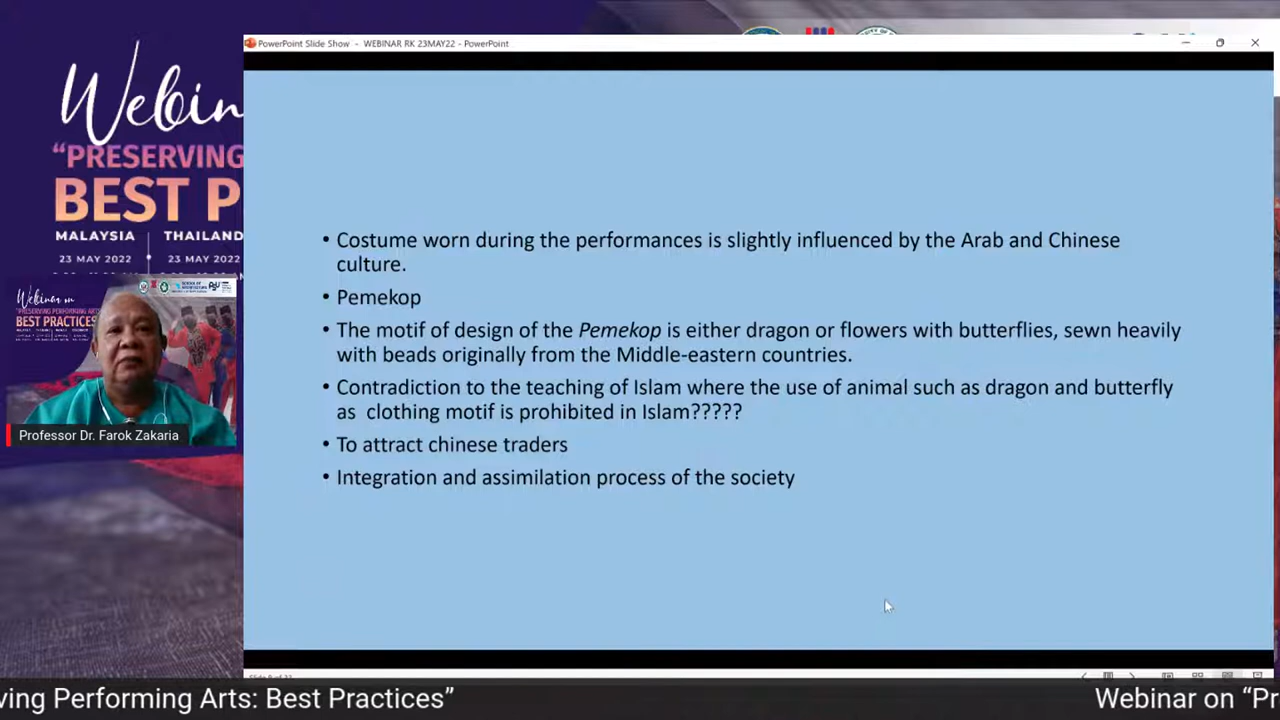 PowerPoint Slide Show - WEBINAR RK 23MAY22 - PowerPoint
Webin
"PRESERVING
BEST P
MALAYSIA | THAILAND
23 MAY 2022 | 23 MAY 2022
Webinar on
"PRESERVING PERFORMING ARTS
BEST PRACTICES
Professor Dr. Farok Zakaria
• Costume worn during the performances is slightly influenced by the Arab and Chinese
culture.
• Pemekop
• The motif of design of the Pemekop is either dragon or flowers with butterflies, sewn heavily
with beads originally from the Middle-eastern countries.
• Contradiction to the teaching of Islam where the use of animal such as dragon and butterfly
as clothing motif is prohibited in Islam?????
• To attract chinese traders
• Integration and assimilation process of the society
ving Performing Arts: Best Practices"
Webinar on "Pr